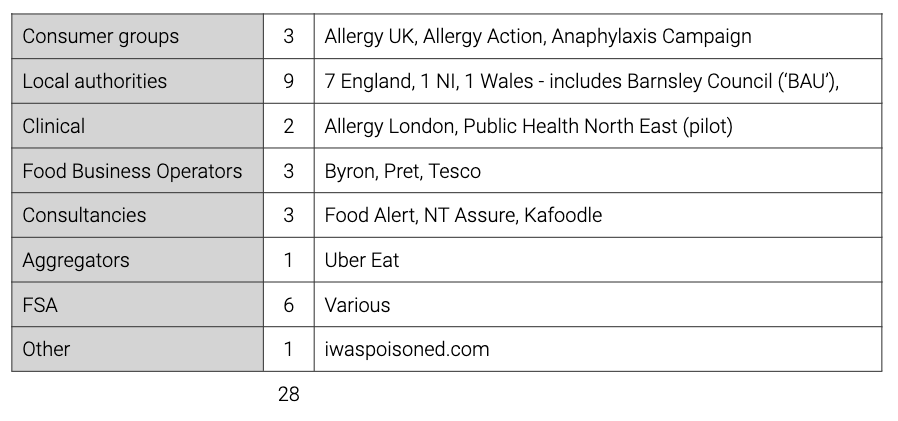 Consumer groups 3 Allergy UK, Allergy Action, Anaphylaxis Campaign
Local authorities 9 7 England, 1 NI, 1 Wales - includes Barnsley Council (‘BAU’),
Clinical 2 Allergy London, Public Health North East (pilot)
Food Business Operators 3 Byron, Pret, Tesco
Consultancies 3 Food Alert, NT Assure, Kafoodle
Aggregators 1 Uber Eat
FSA 6 Various
Other 1 iwaspoisoned.com
28